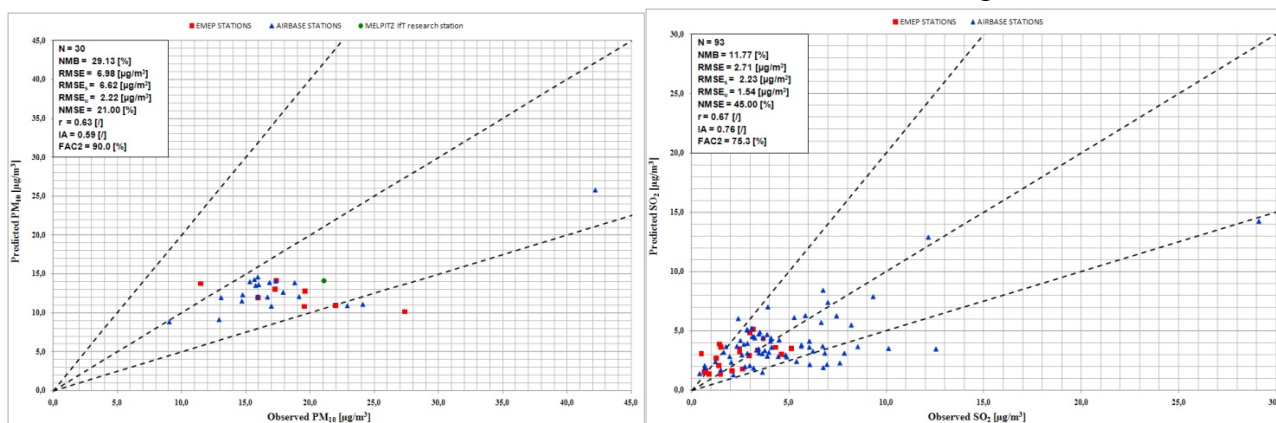 EMEP STATIONS AIRBASE STATIONS MELPITZ IfT research station
45,0
40,0
35,0
30,0
25,0
20,0
15,0
10,0
5,0
0,0
N = 30
NMB = 29.13 [%]
RMSE = 6.98 [µg/m³]
RMSEₛ = 6.62 [µg/m³]
RMSEᵤ = 2.22 [µg/m³]
NMSE = 21.00 [%]
r = 0.63 [/]
IA = 0.59 [/]
FAC2 = 90.0 [%]
Predicted PM₁₀ [µg/m³]
0,0 5,0 10,0 15,0 20,0 25,0 30,0 35,0 40,0 45,0
Observed PM₁₀ [µg/m³]
EMEP STATIONS AIRBASE STATIONS
30,0
25,0
20,0
15,0
10,0
5,0
0,0
N = 93
NMB = 11.77 [%]
RMSE = 2.71 [µg/m³]
RMSEₛ = 2.23 [µg/m³]
RMSEᵤ = 1.54 [µg/m³]
NMSE = 45.00 [%]
r = 0.67 [/]
IA = 0.76 [/]
FAC2 = 75.3 [%]
Predicted SO₂ [µg/m³]
0,0 5,0 10,0 15,0 20,0 25,0 30,0
Observed SO₂ [µg/m³]